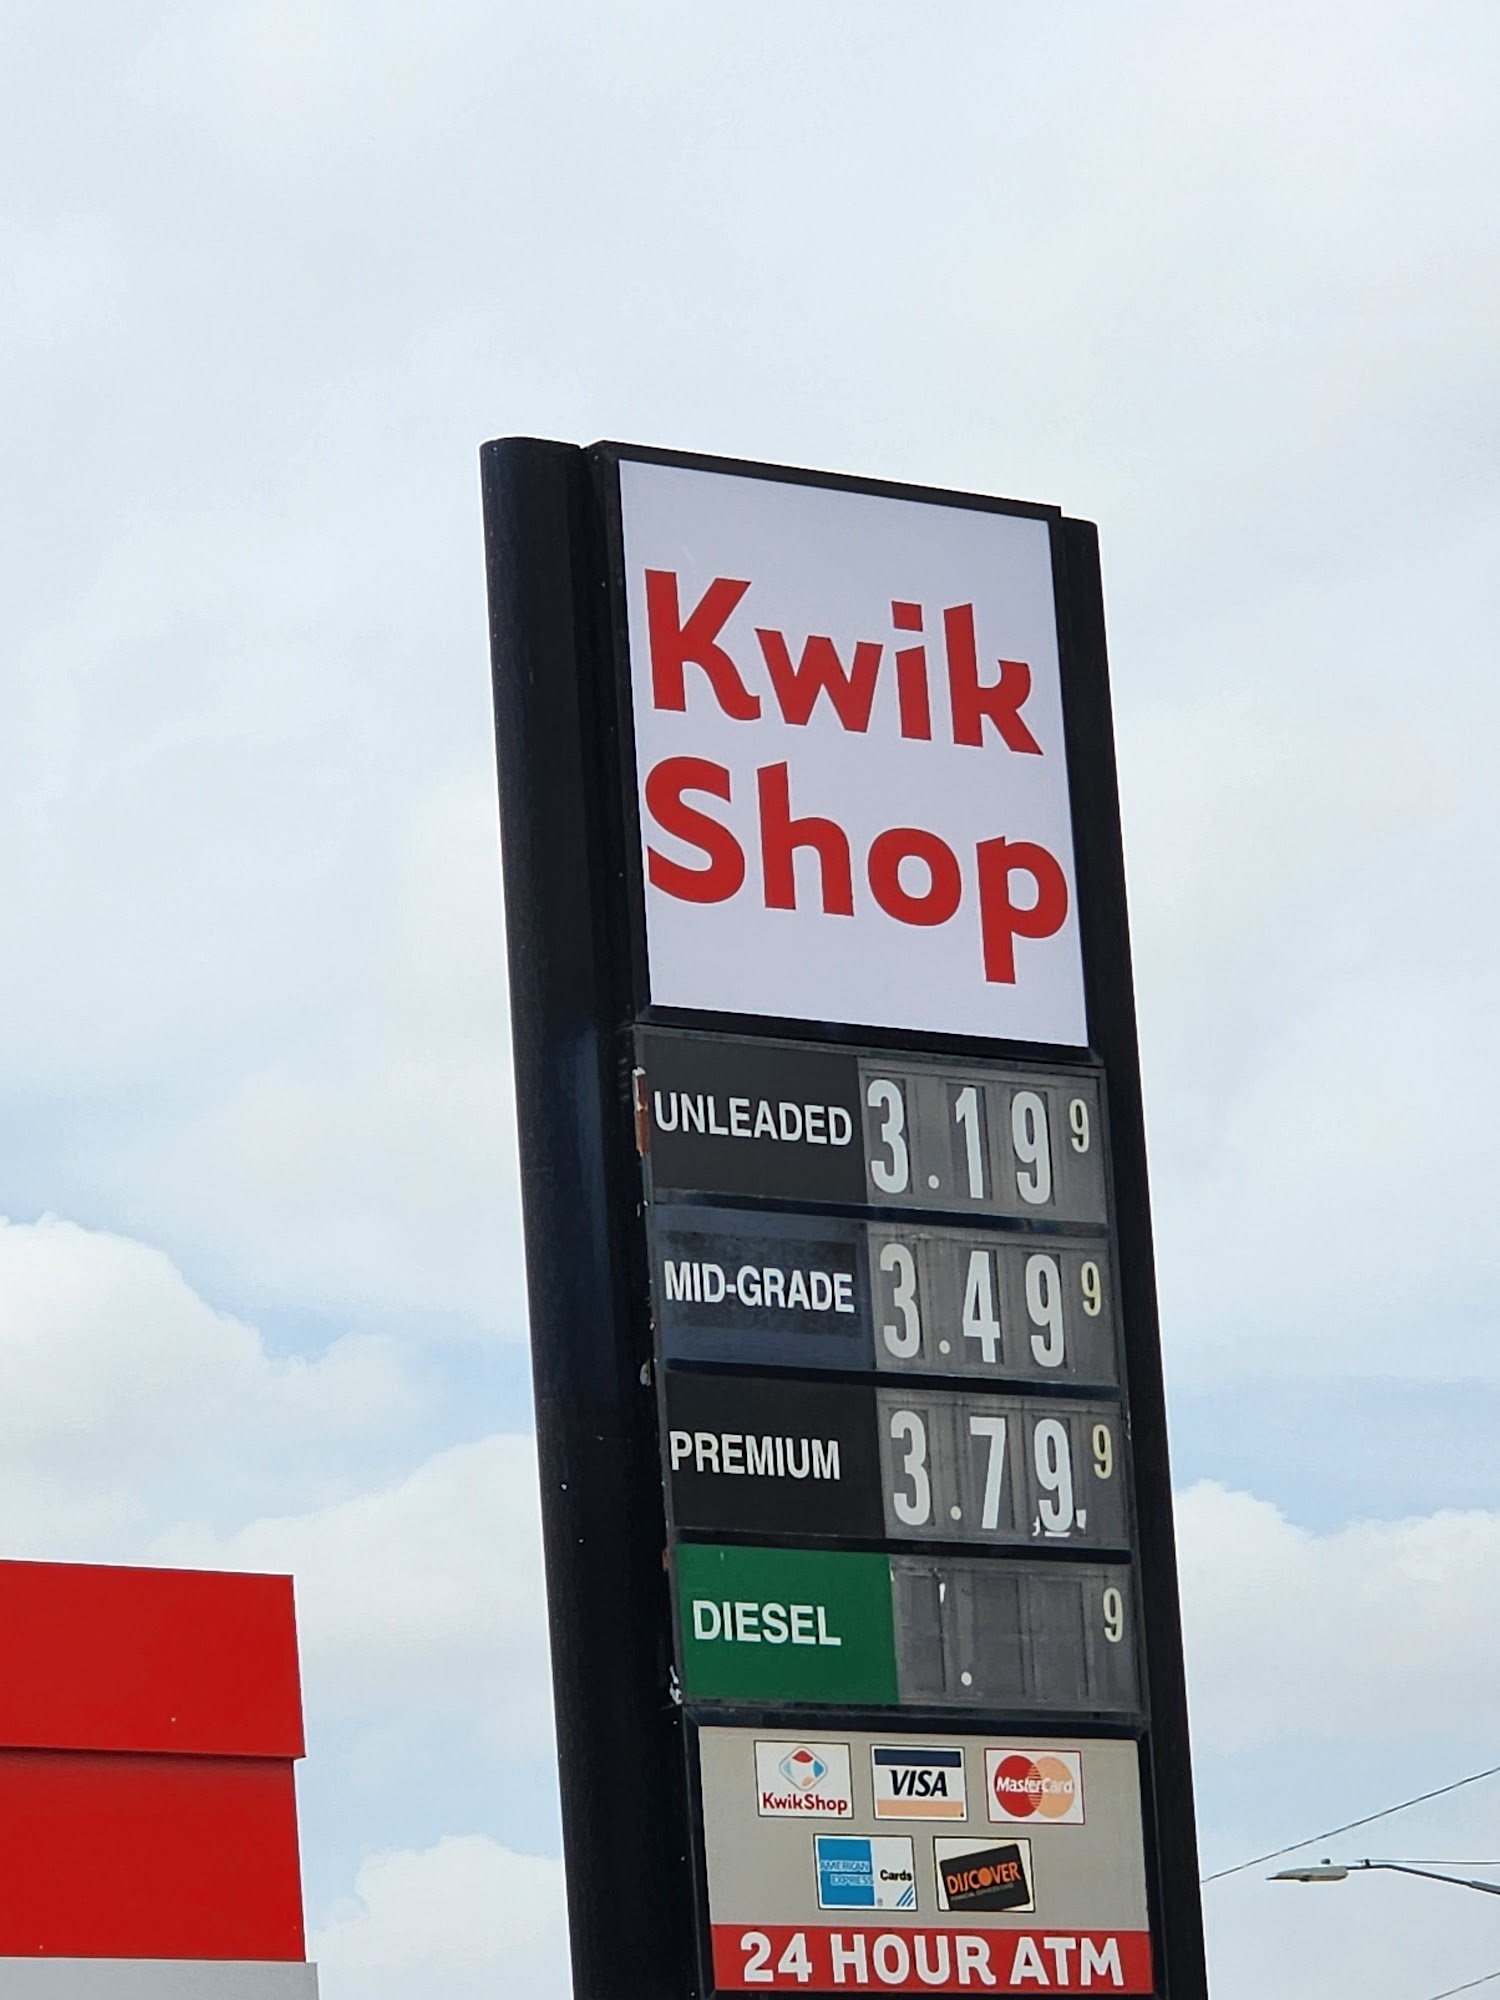 Kwik
Shop
UNLEADED 3.19 9
MID-GRADE 3.49 9
PREMIUM 3.79 9
DIESEL . 9
KwikShop VISA MasterCard
AMERICAN EXPRESS Cards DISCOVER
24 HOUR ATM